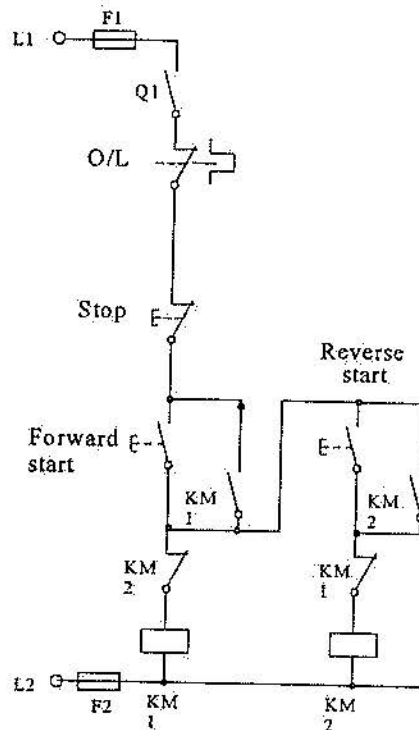 F1
L1
Q1
O/L
Stop
Reverse
start
Forward
start
KM
1
KM
2
KM
2
KM
1
L2
F2
KM
1
KM
2